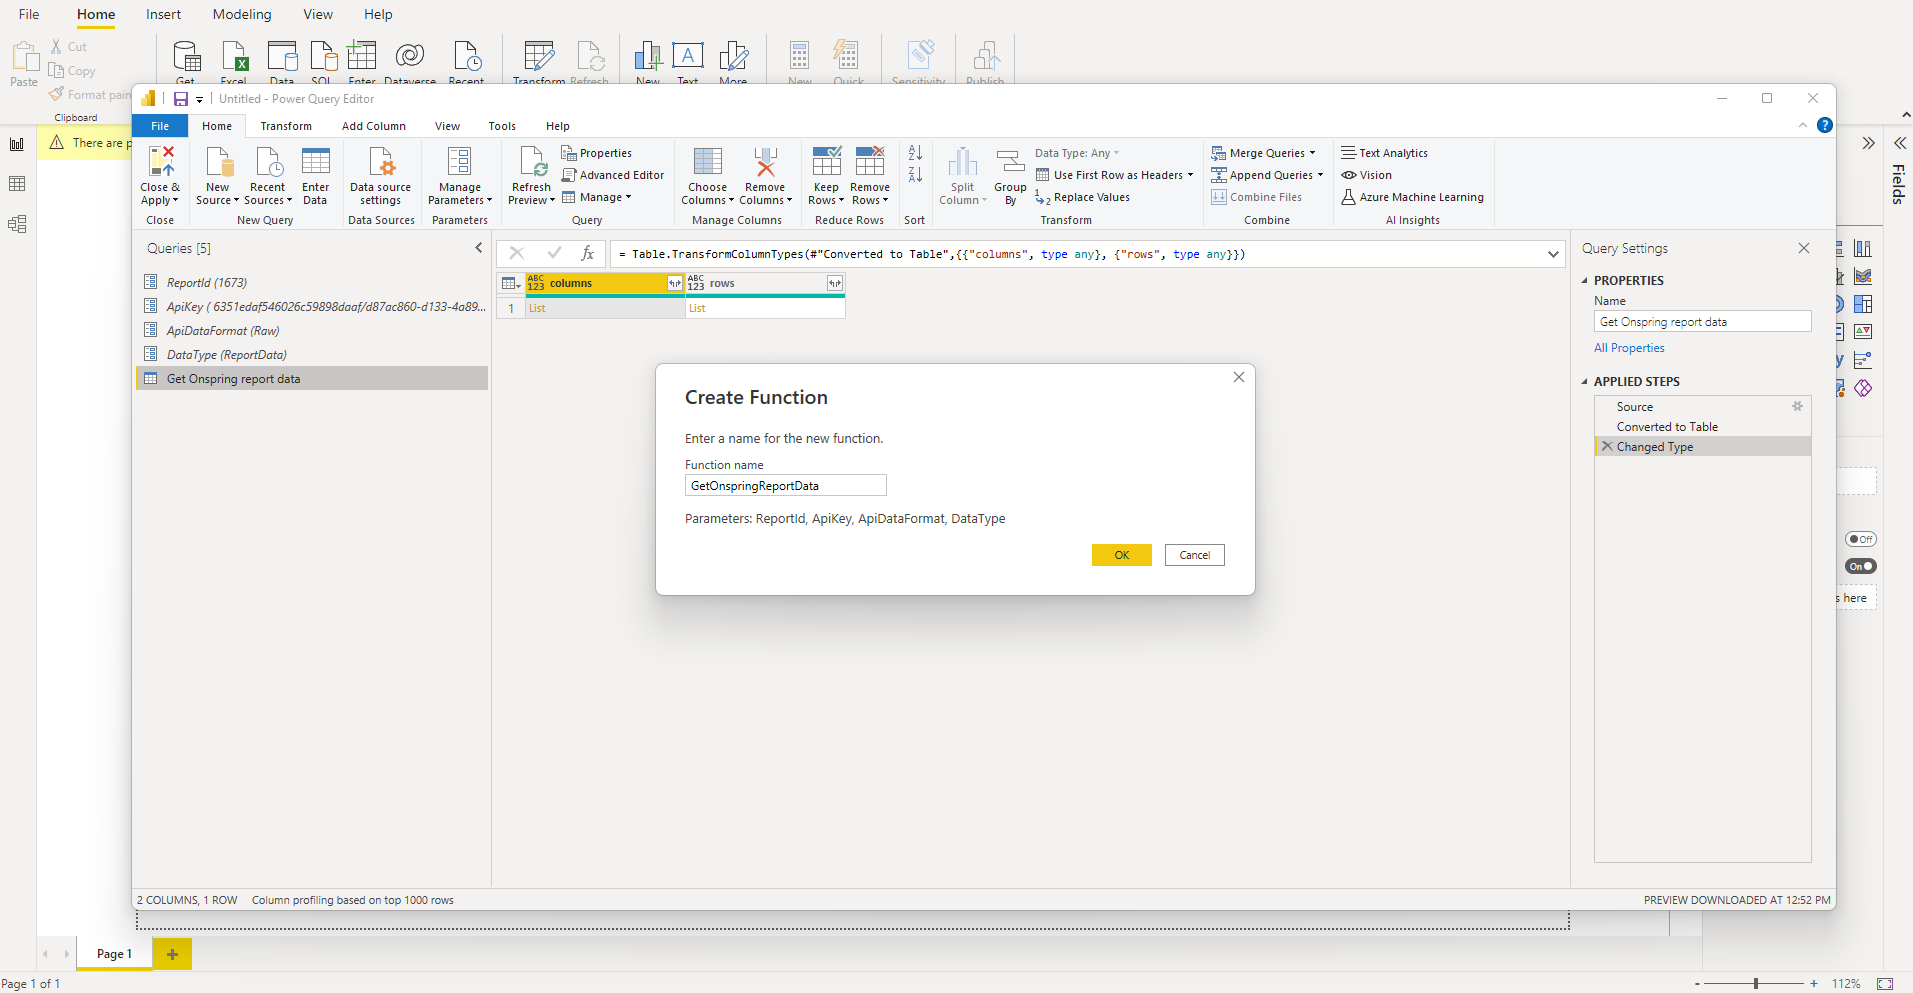 File Home Insert Modeling View Help
Cut
Copy
Paste
Format pain
Clipboard
Get Excel Data SQL Enter Dataverse Recent Transform Refresh New Text More New Quick Sensitivity Publish
There are p
Untitled - Power Query Editor
File Home Transform Add Column View Tools Help
Close & Apply
Close
New Source
Recent Sources
Enter Data
New Query
Data source settings
Data Sources
Manage Parameters
Parameters
Refresh Preview
Properties
Advanced Editor
Manage
Query
Choose Columns
Remove Columns
Manage Columns
Keep Rows
Remove Rows
Reduce Rows
Sort
Split Column
Group By
Data Type: Any
Use First Row as Headers
Replace Values
Transform
Merge Queries
Append Queries
Combine Files
Combine
Text Analytics
Vision
Azure Machine Learning
AI Insights
Fields
Queries [5]
ReportId (1673)
ApiKey ( 6351edaf546026c59898daaf/d87ac860-d133-4a89...
ApiDataFormat (Raw)
DataType (ReportData)
Get Onspring report data
fx
= Table.TransformColumnTypes(#"Converted to Table",{{"columns", type any}, {"rows", type any}})
ABC 123 columns ABC 123 rows
1 List List
Create Function
Enter a name for the new function.
Function name
GetOnspringReportData
Parameters: ReportId, ApiKey, ApiDataFormat, DataType
OK Cancel
Query Settings
PROPERTIES
Name
Get Onspring report data
All Properties
APPLIED STEPS
Source
Converted to Table
Changed Type
Off
On
s here
2 COLUMNS, 1 ROW Column profiling based on top 1000 rows
PREVIEW DOWNLOADED AT 12:52 PM
Page 1
Page 1 of 1
- + 112%